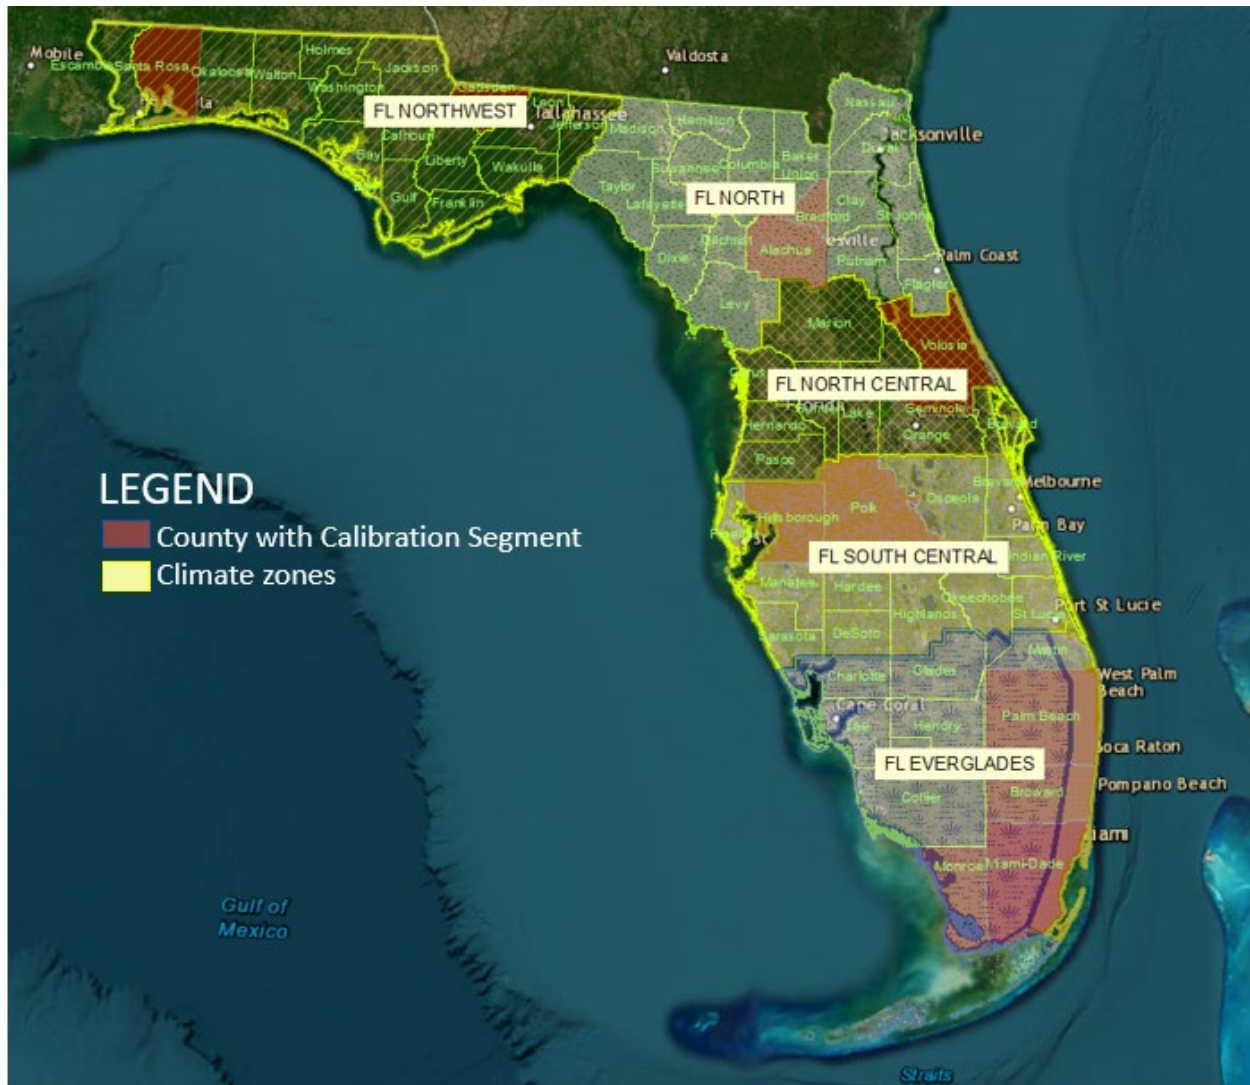 Mobile
Valdosta
Escambia
Santa Rosa
Okaloosa
Walton
Holmes
Jackson
Washington
Gadsden
Leon
Tallahassee
Jefferson
FL NORTHWEST
Calhoun
Bay
Liberty
Wakulla
Gulf
Franklin
Madison
Hamilton
Suwannee
Columbia
Baker
Union
Nassau
Jacksonville
Duval
Taylor
Lafayette
FL NORTH
Bradford
Clay
St Johns
Gilchrist
Alachua
Putnam
Dixie
Palm Coast
Flagler
Levy
Marion
Volusia
FL NORTH CENTRAL
Lake
Seminole
Orange
Hernando
Brevard
Pasco
LEGEND
County with Calibration Segment
Climate zones
Hillsborough
Polk
Osceola
Brevard
Melbourne
Palm Bay
Indian River
FL SOUTH CENTRAL
Manatee
Hardee
Highlands
Okeechobee
St Lucie
Port St Lucie
Sarasota
DeSoto
Martin
Charlotte
Glades
West Palm
Beach
Cape Coral
Hendry
Palm Beach
Boca Raton
FL EVERGLADES
Collier
Broward
Pompano Beach
Monroe
Miami-Dade
Gulf of
Mexico
Straits